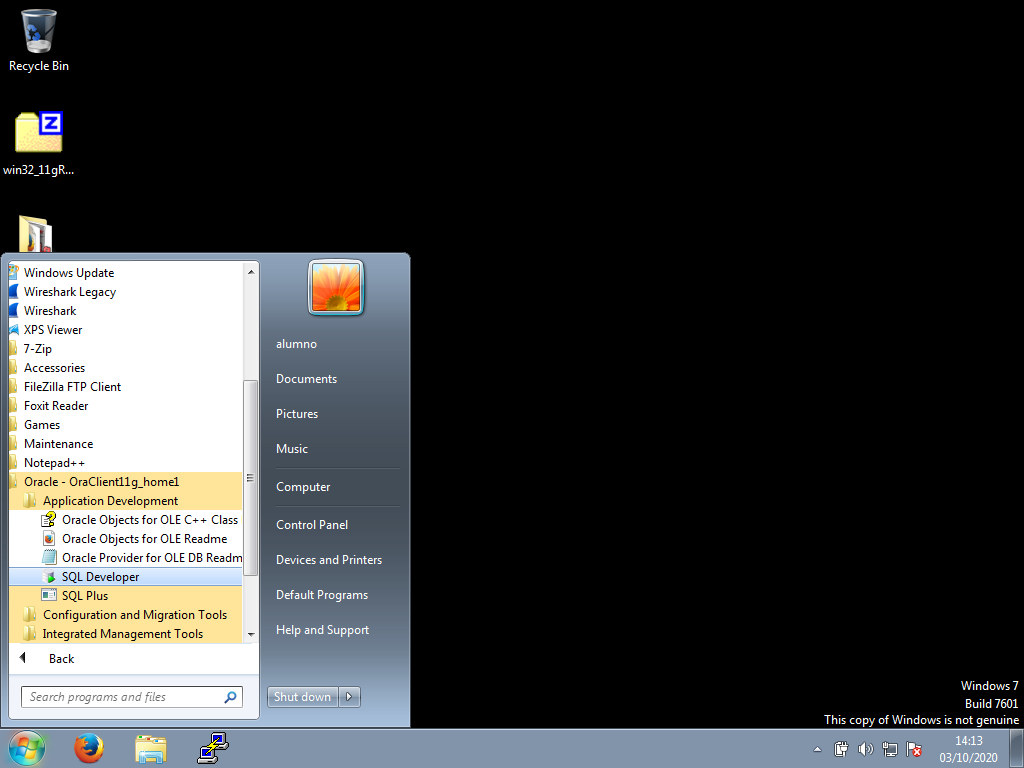 Recycle Bin
win32_11gR...
Windows Update
Wireshark Legacy
Wireshark
XPS Viewer
7-Zip
Accessories
FileZilla FTP Client
Foxit Reader
Games
Maintenance
Notepad++
Oracle - OraClient11g_home1
Application Development
Oracle Objects for OLE C++ Class
Oracle Objects for OLE Readme
Oracle Provider for OLE DB Readm
SQL Developer
SQL Plus
Configuration and Migration Tools
Integrated Management Tools
Back
Search programs and files
alumno
Documents
Pictures
Music
Computer
Control Panel
Devices and Printers
Default Programs
Help and Support
Shut down
Windows 7
Build 7601
This copy of Windows is not genuine
14:13
03/10/2020